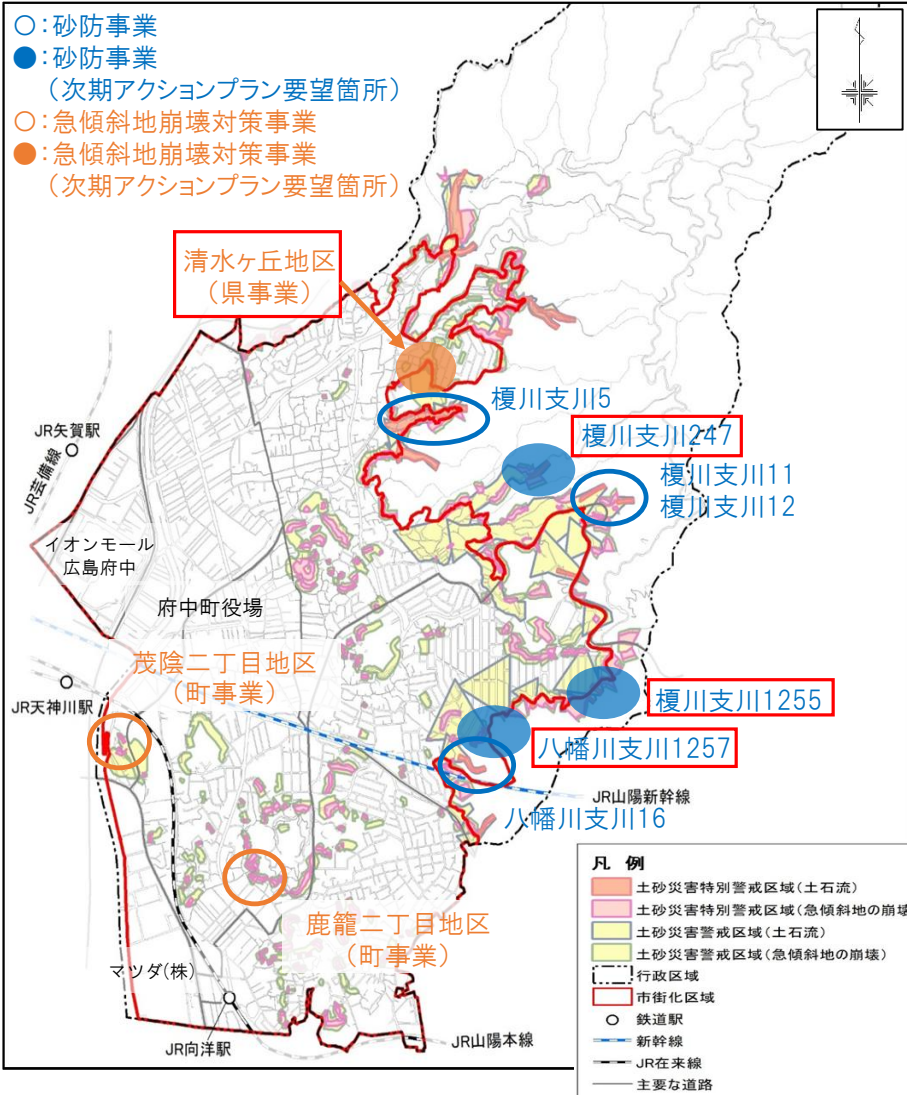 ○：砂防事業
●：砂防事業
（次期アクションプラン要望箇所）
○：急傾斜地崩壊対策事業
●：急傾斜地崩壊対策事業
（次期アクションプラン要望箇所）
清水ヶ丘地区
（県事業）
榎川支川5
榎川支川247
榎川支川11
榎川支川12
JR矢賀駅
JR芸備線
イオンモール
広島府中
府中町役場
茂陰二丁目地区
（町事業）
JR天神川駅
榎川支川1255
八幡川支川1257
JR山陽新幹線
八幡川支川16
鹿籠二丁目地区
（町事業）
マツダ(株)
JR向洋駅
JR山陽本線
凡 例
土砂災害特別警戒区域(土石流)
土砂災害特別警戒区域(急傾斜地の崩壊
土砂災害警戒区域(土石流)
土砂災害警戒区域(急傾斜地の崩壊)
行政区域
市街化区域
鉄道駅
新幹線
JR在来線
主要な道路